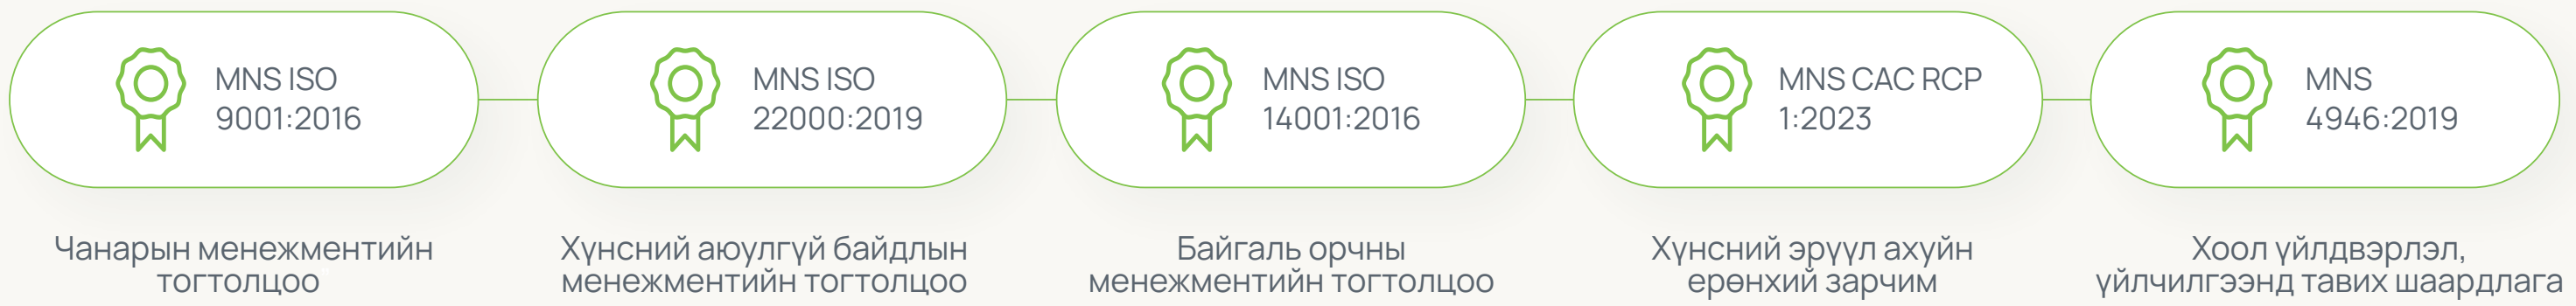 MNS ISO
9001:2016
MNS ISO
22000:2019
MNS ISO
14001:2016
MNS CAC RCP
1:2023
MNS
4946:2019
Чанарын менежментийн
тогтолцоо
Хүнсний аюулгүй байдлын
менежментийн тогтолцоо
Байгаль орчны
менежментийн тогтолцоо
Хүнсний эрүүл ахуйн
ерөнхий зарчим
Хоол үйлдвэрлэл,
үйлчилгээнд тавих шаардлага